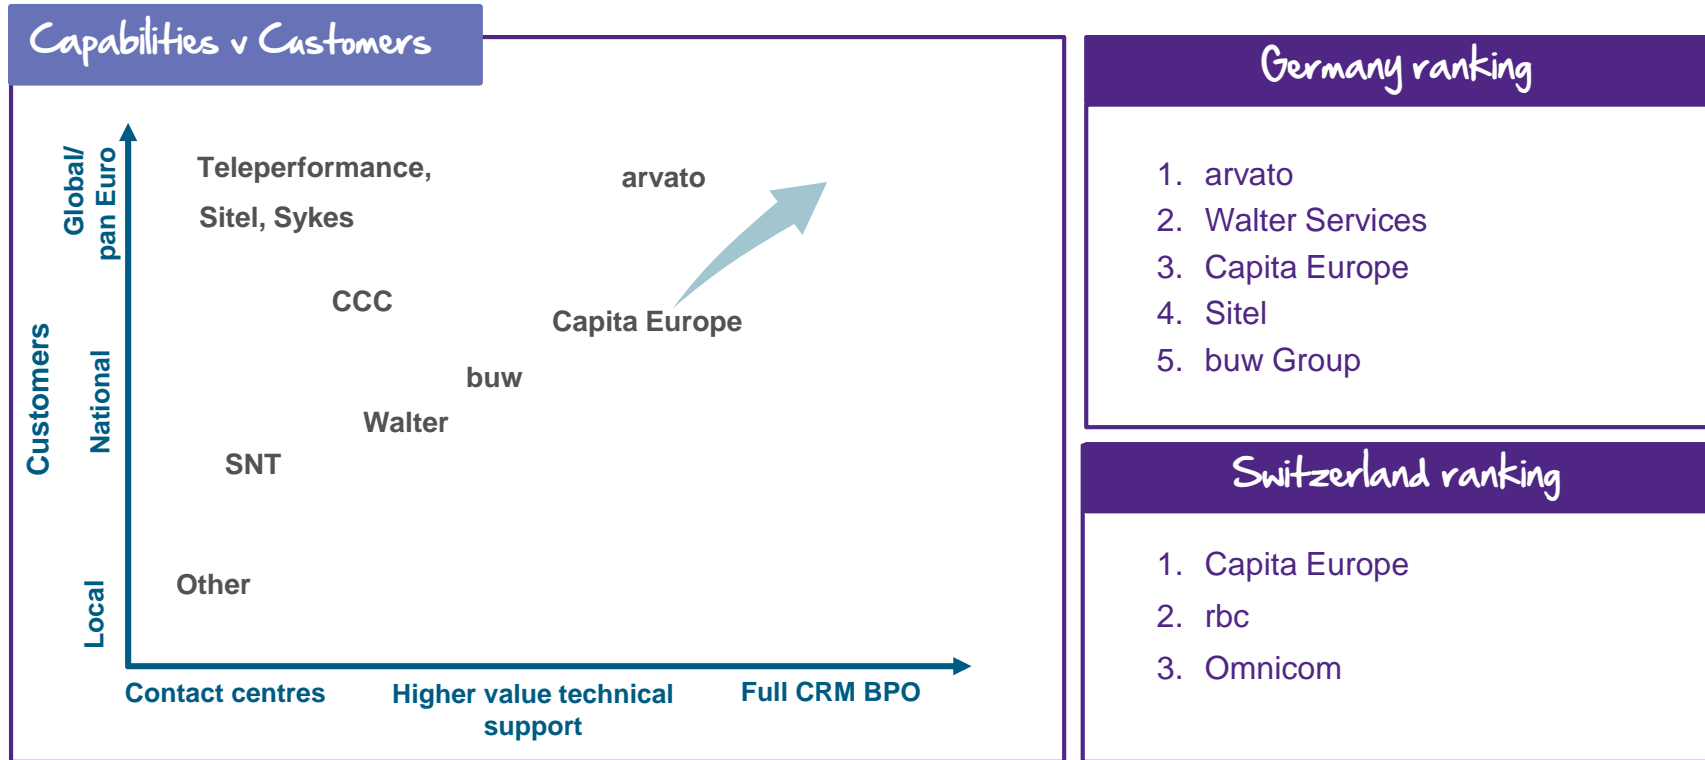 Capabilities v Customers
Global/
pan Euro
National
Local
Customers
Teleperformance,
Sitel, Sykes
arvato
CCC
Capita Europe
buw
Walter
SNT
Other
Contact centres
Higher value technical
support
Full CRM BPO
Germany ranking
1. arvato
2. Walter Services
3. Capita Europe
4. Sitel
5. buw Group
Switzerland ranking
1. Capita Europe
2. rbc
3. Omnicom